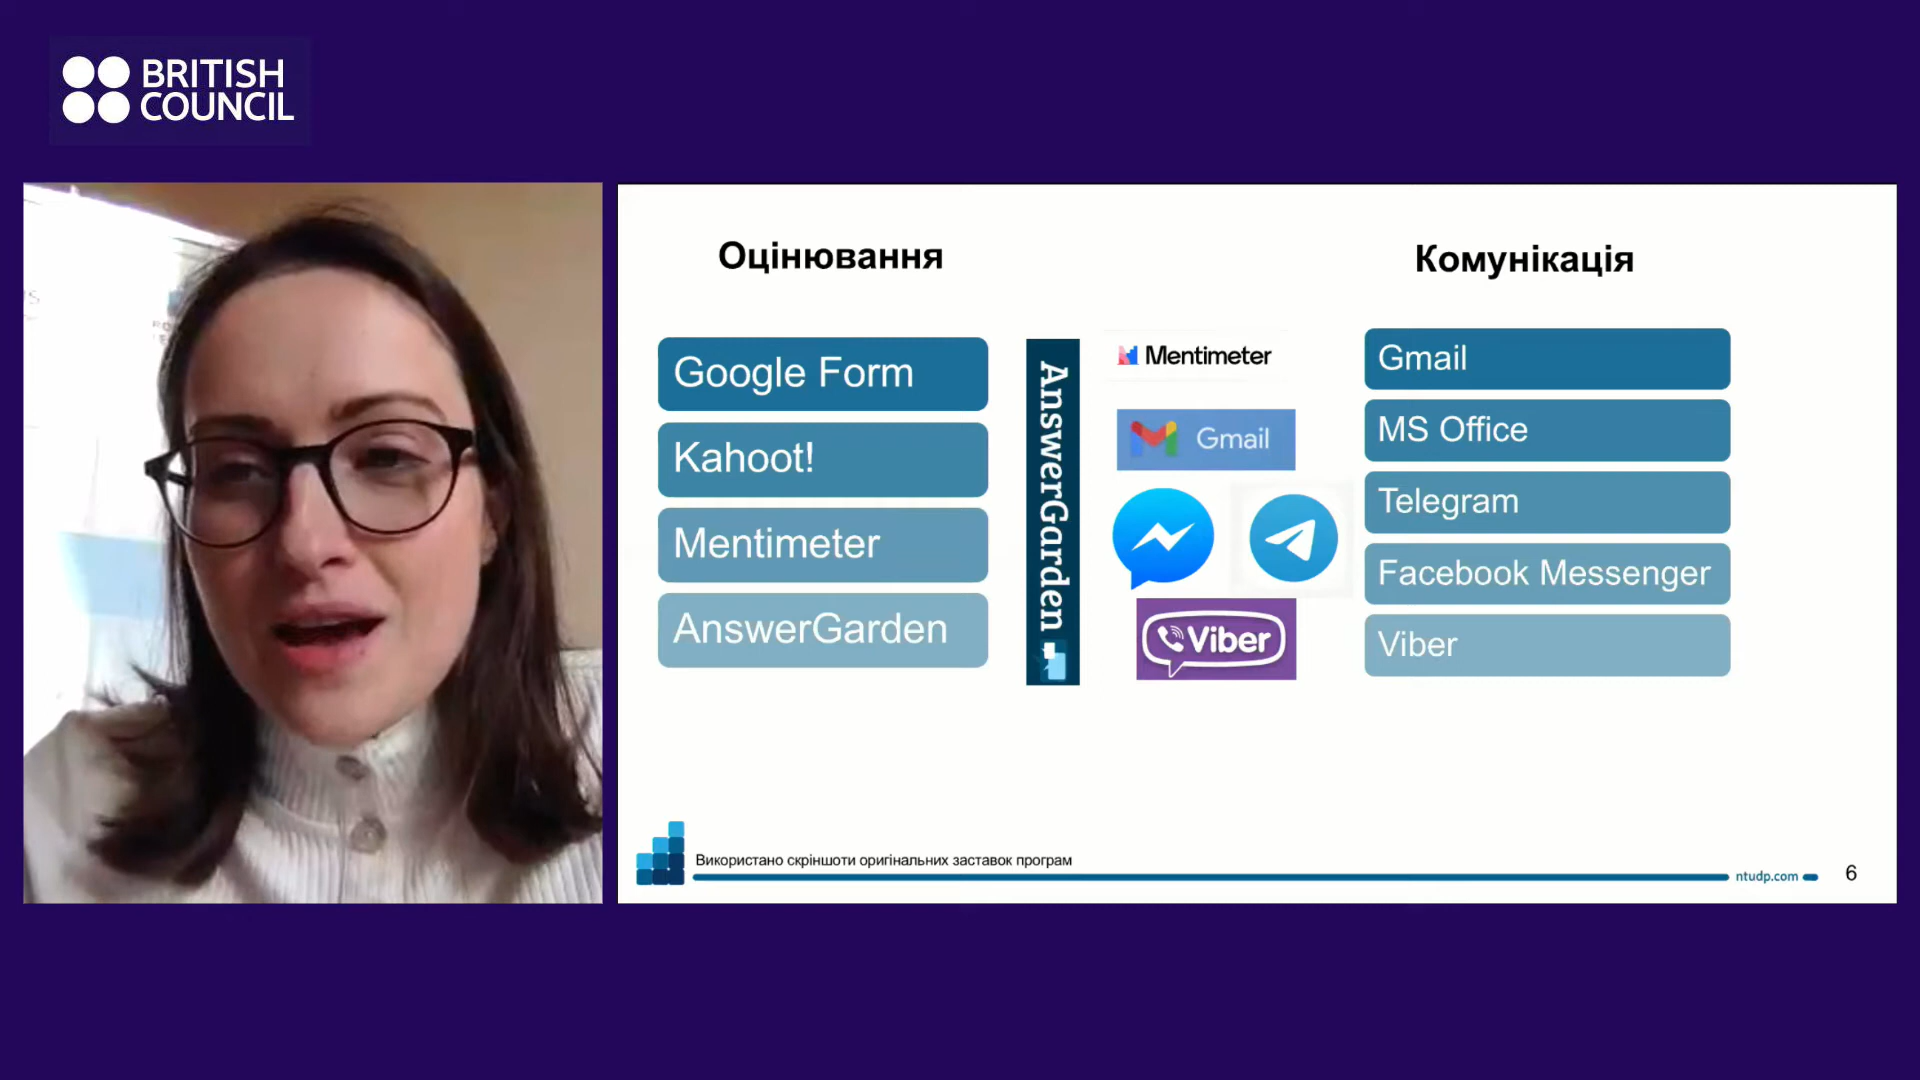 BRITISH
COUNCIL
Оцінювання
Комунікація
Google Form
Kahoot!
Mentimeter
AnswerGarden
AnswerGarden
Mentimeter
Gmail
Viber
Gmail
MS Office
Telegram
Facebook Messenger
Viber
Використано скріншоти оригінальних заставок програм
ntudp.com
6